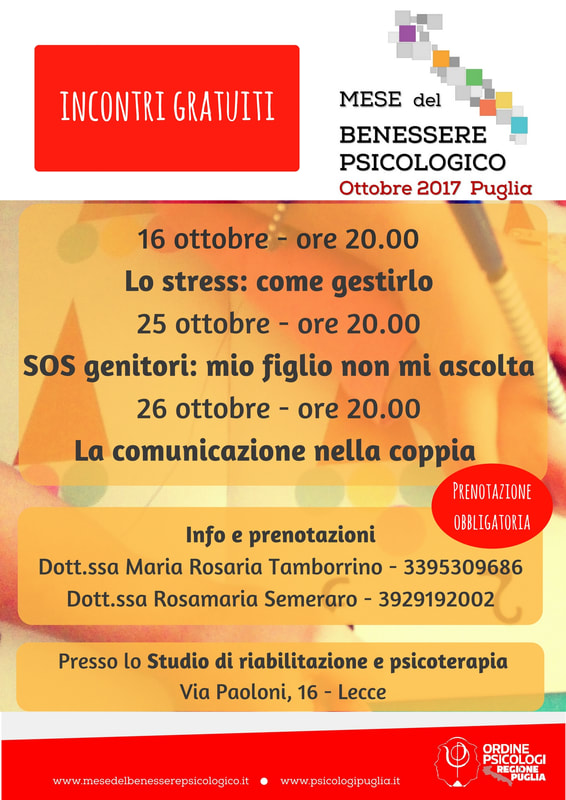 INCONTRI GRATUITI
MESE del
BENESSERE
PSICOLOGICO
Ottobre 2017 Puglia
16 ottobre - ore 20.00
Lo stress: come gestirlo
25 ottobre - ore 20.00
SOS genitori: mio figlio non mi ascolta
26 ottobre - ore 20.00
La comunicazione nella coppia
PRENOTAZIONE
OBBLIGATORIA
Info e prenotazioni
Dott.ssa Maria Rosaria Tamborrino - 3395309686
Dott.ssa Rosamaria Semeraro - 3929192002
Presso lo Studio di riabilitazione e psicoterapia
Via Paoloni, 16 - Lecce
www.mesedelbenesserepsicologico.it ● www.psicologipuglia.it
ORDINE
PSICOLOGI
REGIONE
PUGLIA